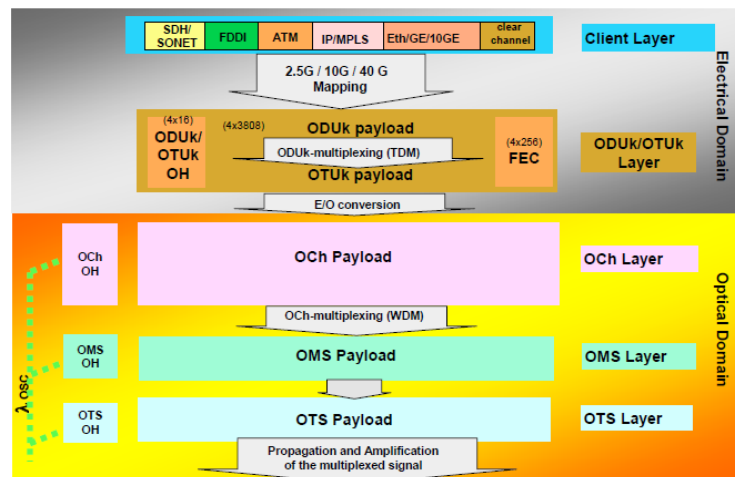 SDH/
SONET
FDDI
ATM
IP/MPLS
Eth/GE/10GE
clear
channel
Client Layer
2.5G / 10G / 40 G
Mapping
Electrical Domain
(4x16)
ODUk/
OTUk
OH
(4x3808)
ODUk payload
ODUk-multiplexing (TDM)
OTUk payload
(4x256)
FEC
ODUk/OTUk
Layer
E/O conversion
OCh
OH
OCh Payload
OCh Layer
Optical Domain
OCh-multiplexing (WDM)
OMS
OH
OMS Payload
OMS Layer
λ OSC
OTS
OH
OTS Payload
OTS Layer
Propagation and Amplification
of the multiplexed signal